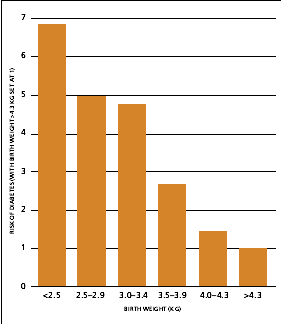 RISK OF DIABETES (WITH BIRTH WEIGHT >4.3 KG SET AT 1)
7
6
5
4
3
2
1
0
<2.5 2.5–2.9 3.0–3.4 3.5–3.9 4.0–4.3 >4.3
BIRTH WEIGHT (KG)